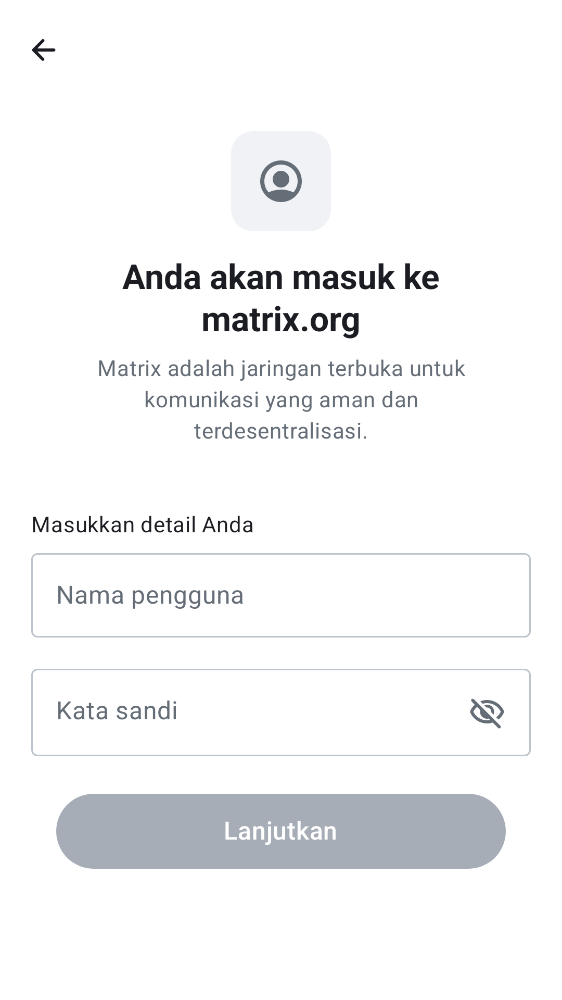 Anda akan masuk ke
matrix.org
Matrix adalah jaringan terbuka untuk
komunikasi yang aman dan
terdesentralisasi.
Masukkan detail Anda
Nama pengguna
Kata sandi
Lanjutkan